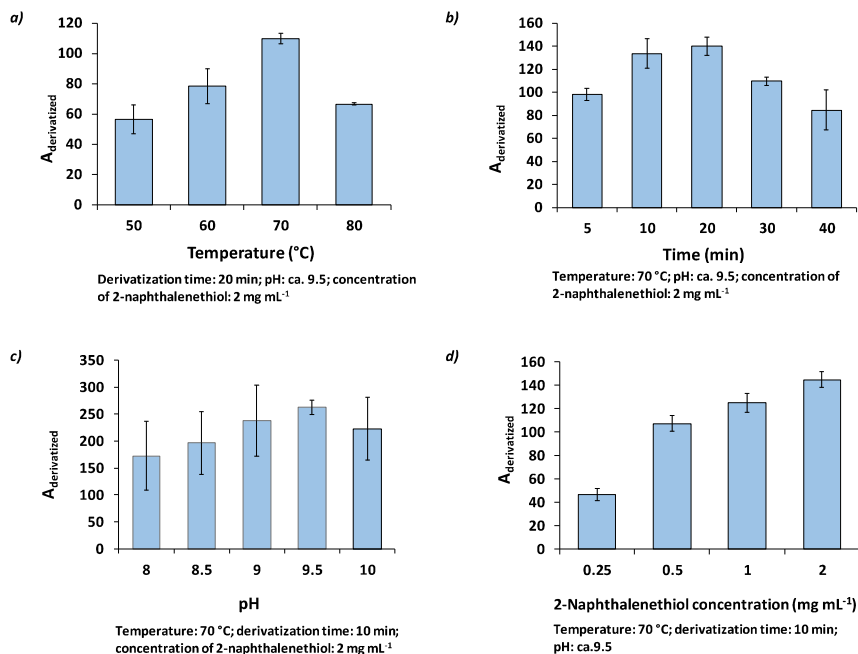 a)
120
100
80
60
40
20
0
A derivatized
50 60 70 80
Temperature (°C)
Derivatization time: 20 min; pH: ca. 9.5; concentration
of 2-naphthalenethiol: 2 mg mL-1
b)
160
140
120
100
80
60
40
20
0
A derivatized
5 10 20 30 40
Time (min)
Temperature: 70 °C; pH: ca. 9.5; concentration of
2-naphthalenethiol: 2 mg mL-1
c)
350
300
250
200
150
100
50
0
A derivatized
8 8.5 9 9.5 10
pH
Temperature: 70 °C; derivatization time: 10 min;
concentration of 2-naphthalenethiol: 2 mg mL-1
d)
160
140
120
100
80
60
40
20
0
A derivatized
0.25 0.5 1 2
2-Naphthalenethiol concentration (mg mL-1)
Temperature: 70 °C; derivatization time: 10 min;
pH: ca.9.5